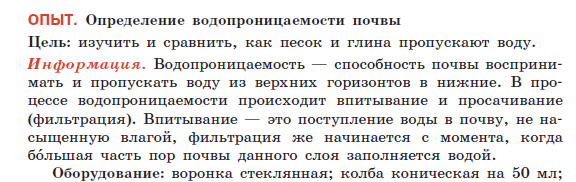 ОПЫТ. Определение водопроницаемости почвы
Цель: изучить и сравнить, как песок и глина пропускают воду.
Информация. Водопроницаемость — способность почвы восприни-
мать и пропускать воду из верхних горизонтов в нижние. В про-
цессе водопроницаемости происходит впитывание и просачивание
(фильтрация). Впитывание — это поступление воды в почву, не на-
сыщенную влагой, фильтрация же начинается с момента, когда
бо́льшая часть пор почвы данного слоя заполняется водой.
Оборудование: воронка стеклянная; колба коническая на 50 мл;